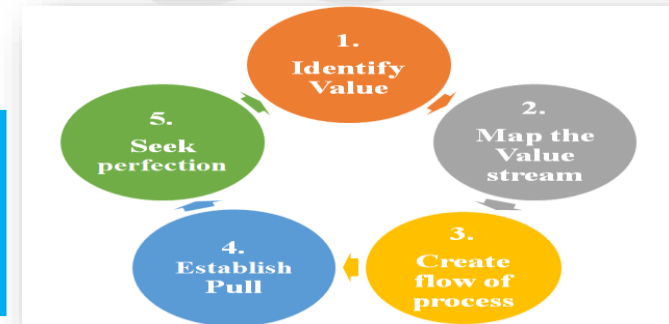 1.
Identify
Value
2.
Map the
Value
stream
3.
Create
flow of
process
4.
Establish
Pull
5.
Seek
perfection